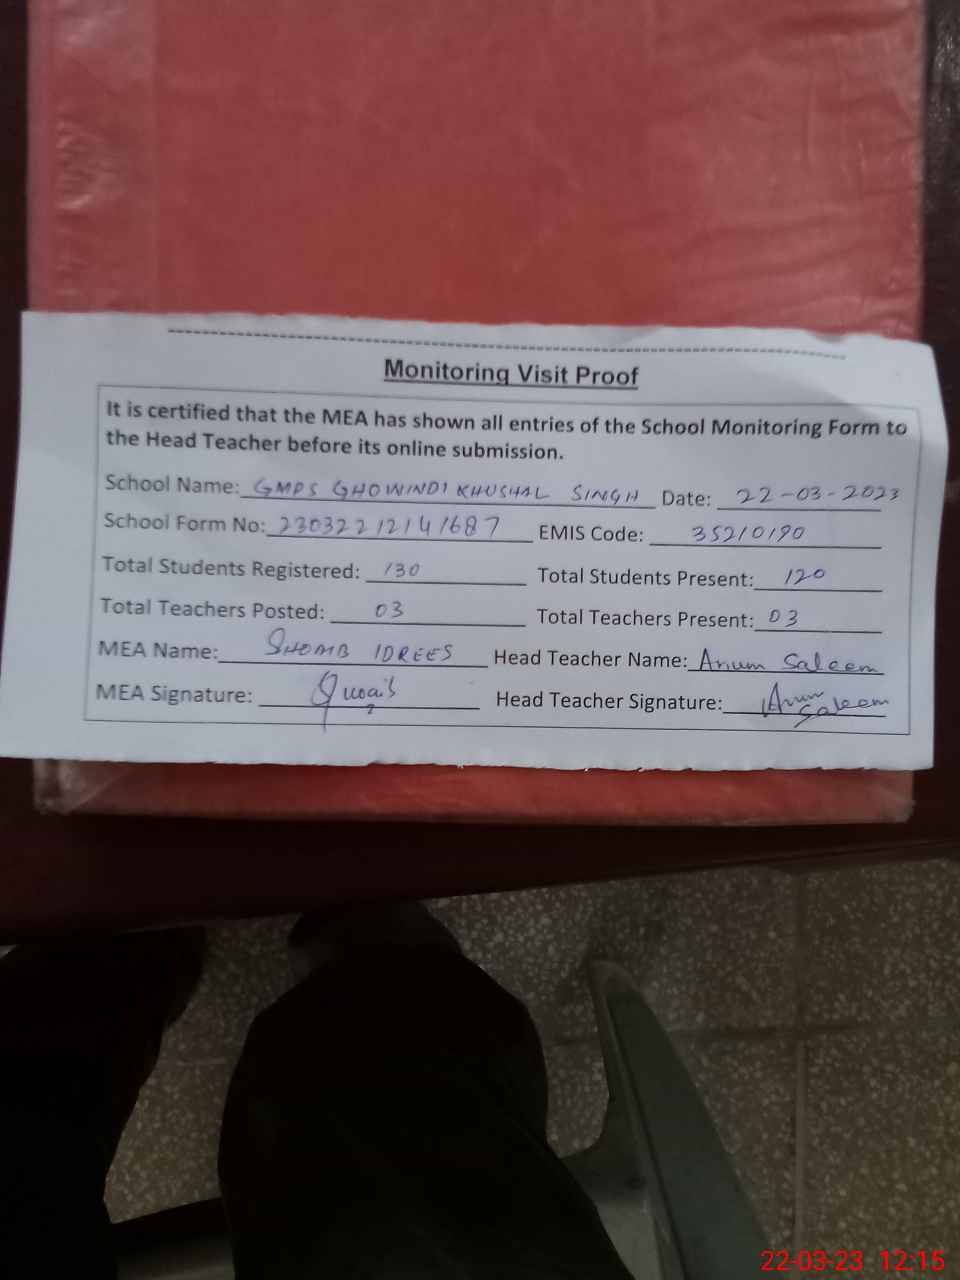 Monitoring Visit Proof
It is certified that the MEA has shown all entries of the School Monitoring Form to
the Head Teacher before its online submission.
School Name: GMPS GHOWINDI KHUSHAL SINGH Date: 22-03-2023
School Form No: 23032212141687 EMIS Code: 35210190
Total Students Registered: 130 Total Students Present: 120
Total Teachers Posted: 03 Total Teachers Present: 03
MEA Name: IDREES Head Teacher Name: Anum Saleem
MEA Signature: Head Teacher Signature: Anum
Saleem
22-03-23 12:15